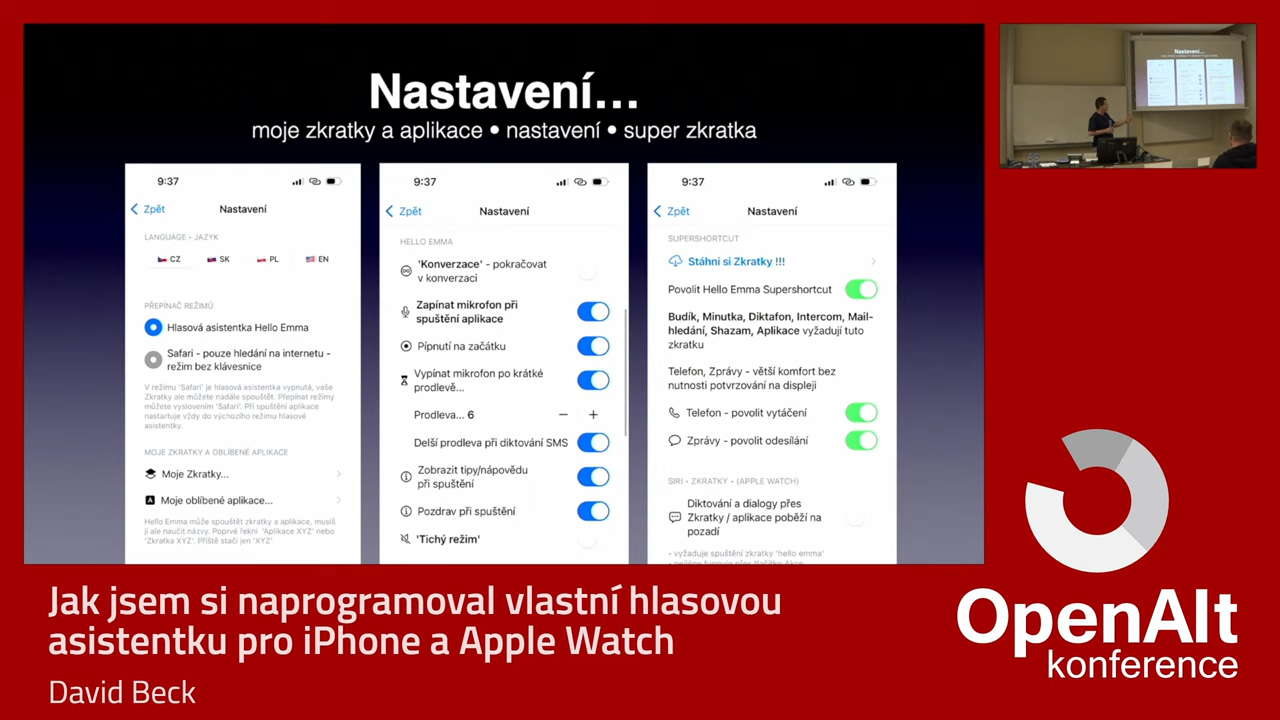 Nastavení...
moje zkratky a aplikace • nastavení • super zkratka
9:37
Zpět
Nastavení
LANGUAGE - JAZYK
CZ
SK
PL
EN
PŘEPÍNAČ REŽIMŮ
Hlasová asistentka Hello Emma
Safari - pouze hledání na internetu -
režim bez klávesnice
V režimu 'Safari' je hlasová asistentka vypnutá, vaše
Zkratky ale můžete nadále spouštět. Přepínat režimy
můžete vyslovením 'Safari'. Při spuštění aplikace
nastartuje vždy do výchozího režimu hlasové
asistentky.
MOJE ZKRATKY A OBLÍBENÉ APLIKACE
Moje Zkratky...
Moje oblíbené aplikace...
Hello Emma může spouštět zkratky a aplikace, musíš
jí ale naučit názvy. Poprvé řekni 'Aplikace XYZ' nebo
'Zkratka XYZ'. Příště stačí jen 'XYZ'
9:37
Zpět
Nastavení
HELLO EMMA
'Konverzace' - pokračovat
v konverzaci
Zapínat mikrofon při
spuštění aplikace
Pípnutí na začátku
Vypínat mikrofon po krátké
prodlevě...
Prodleva... 6
− +
Delší prodleva při diktování SMS
Zobrazit tipy/nápovědu
při spuštění
Pozdrav při spuštění
'Tichý režim'
9:37
Zpět
Nastavení
SUPERSHORTCUT
Stáhni si Zkratky !!!
Povolit Hello Emma Supershortcut
Budík, Minutka, Diktafon, Intercom, Mail-
hledání, Shazam, Aplikace vyžadují tuto
zkratku
Telefon, Zprávy - větší komfort bez
nutnosti potvrzování na displeji
Telefon - povolit vytáčení
Zprávy - povolit odesílání
SIRI - ZKRATKY - (APPLE WATCH)
Diktování a dialogy přes
Zkratky / aplikace poběží na
pozadí
- vyžaduje spuštění zkratky 'hello emma'
Jak jsem si naprogramoval vlastní hlasovou
asistentku pro iPhone a Apple Watch
David Beck
OpenAlt
konference